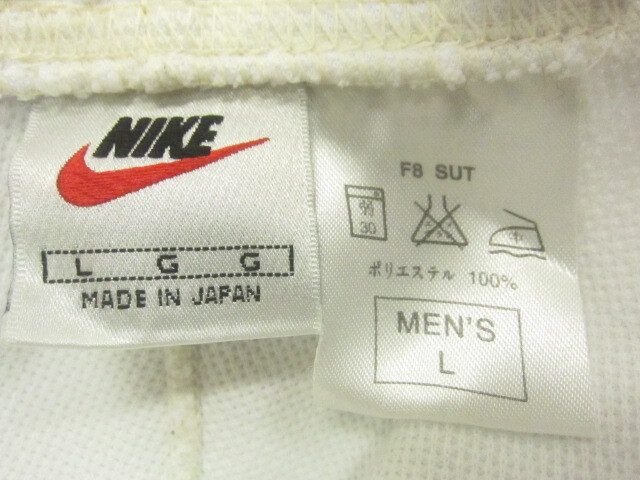 NIKE
L G G
MADE IN JAPAN
F8 SUT
30
ポリエステル 100%
MEN'S
L